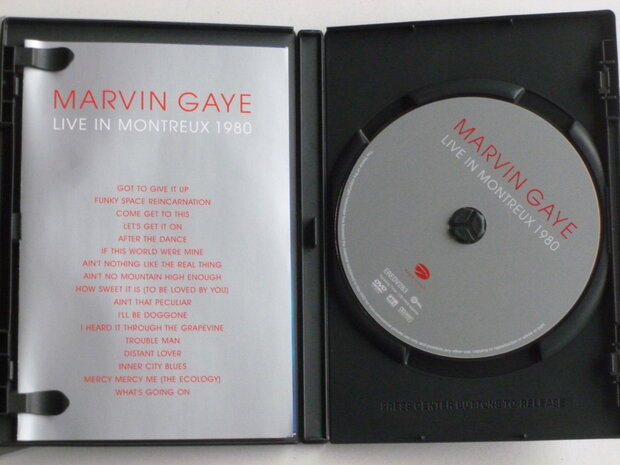 MARVIN GAYE
LIVE IN MONTREUX 1980
GOT TO GIVE IT UP
FUNKY SPACE REINCARNATION
COME GET TO THIS
LET'S GET IT ON
AFTER THE DANCE
IF THIS WORLD WERE MINE
AIN'T NOTHING LIKE THE REAL THING
AIN'T NO MOUNTAIN HIGH ENOUGH
HOW SWEET IT IS (TO BE LOVED BY YOU)
AIN'T THAT PECULIAR
I'LL BE DOGGONE
I HEARD IT THROUGH THE GRAPEVINE
TROUBLE MAN
DISTANT LOVER
INNER CITY BLUES
MERCY MERCY ME (THE ECOLOGY)
WHAT'S GOING ON
MARVIN GAYE
LIVE IN MONTREUX 1980
DVD
PRESS CENTER BUTTONS TO RELEASE